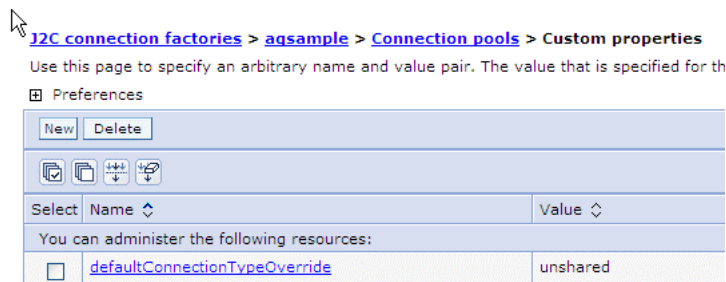 J2C connection factories > aqsample > Connection pools > Custom properties
Use this page to specify an arbitrary name and value pair. The value that is specified for th
Preferences
New Delete
Select Name Value
You can administer the following resources:
defaultConnectionTypeOverride unshared